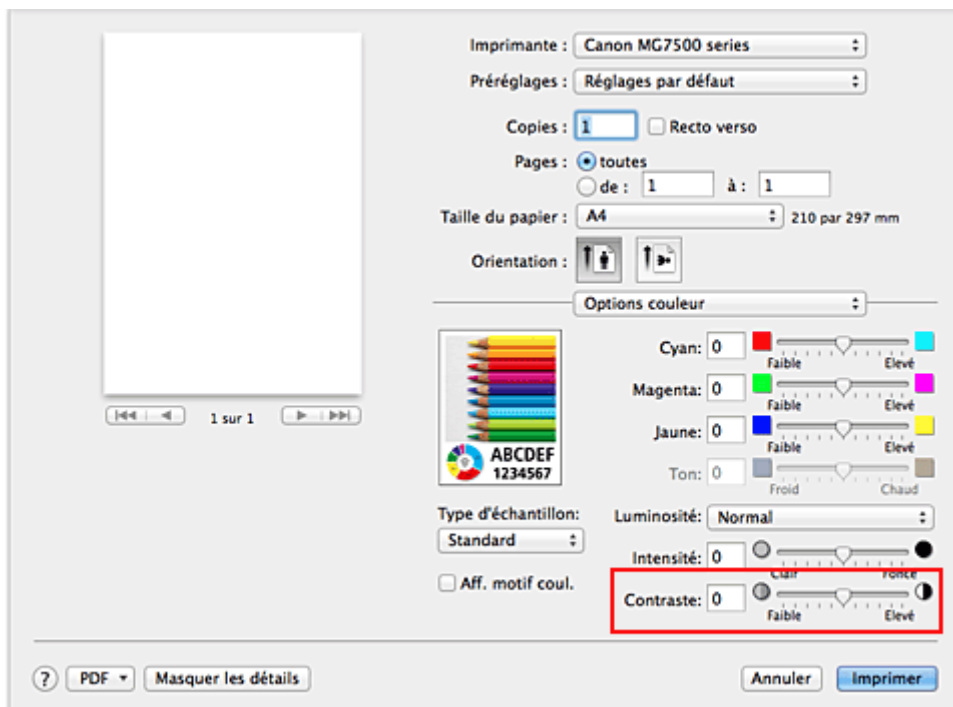 Imprimante : Canon MG7500 series
Préréglages : Réglages par défaut
Copies : 1 Recto verso
Pages : toutes
de : 1 à : 1
Taille du papier : A4 210 par 297 mm
Orientation :
Options couleur
Cyan: 0
Faible Elevé
Magenta: 0
Faible Elevé
Jaune: 0
Faible Elevé
Ton: 0
Froid Chaud
ABCDEF
1234567
1 sur 1
Type d'échantillon:
Standard
Aff. motif coul.
Luminosité: Normal
Intensité: 0
Clair Foncé
Contraste: 0
Faible Elevé
? PDF Masquer les détails Annuler Imprimer